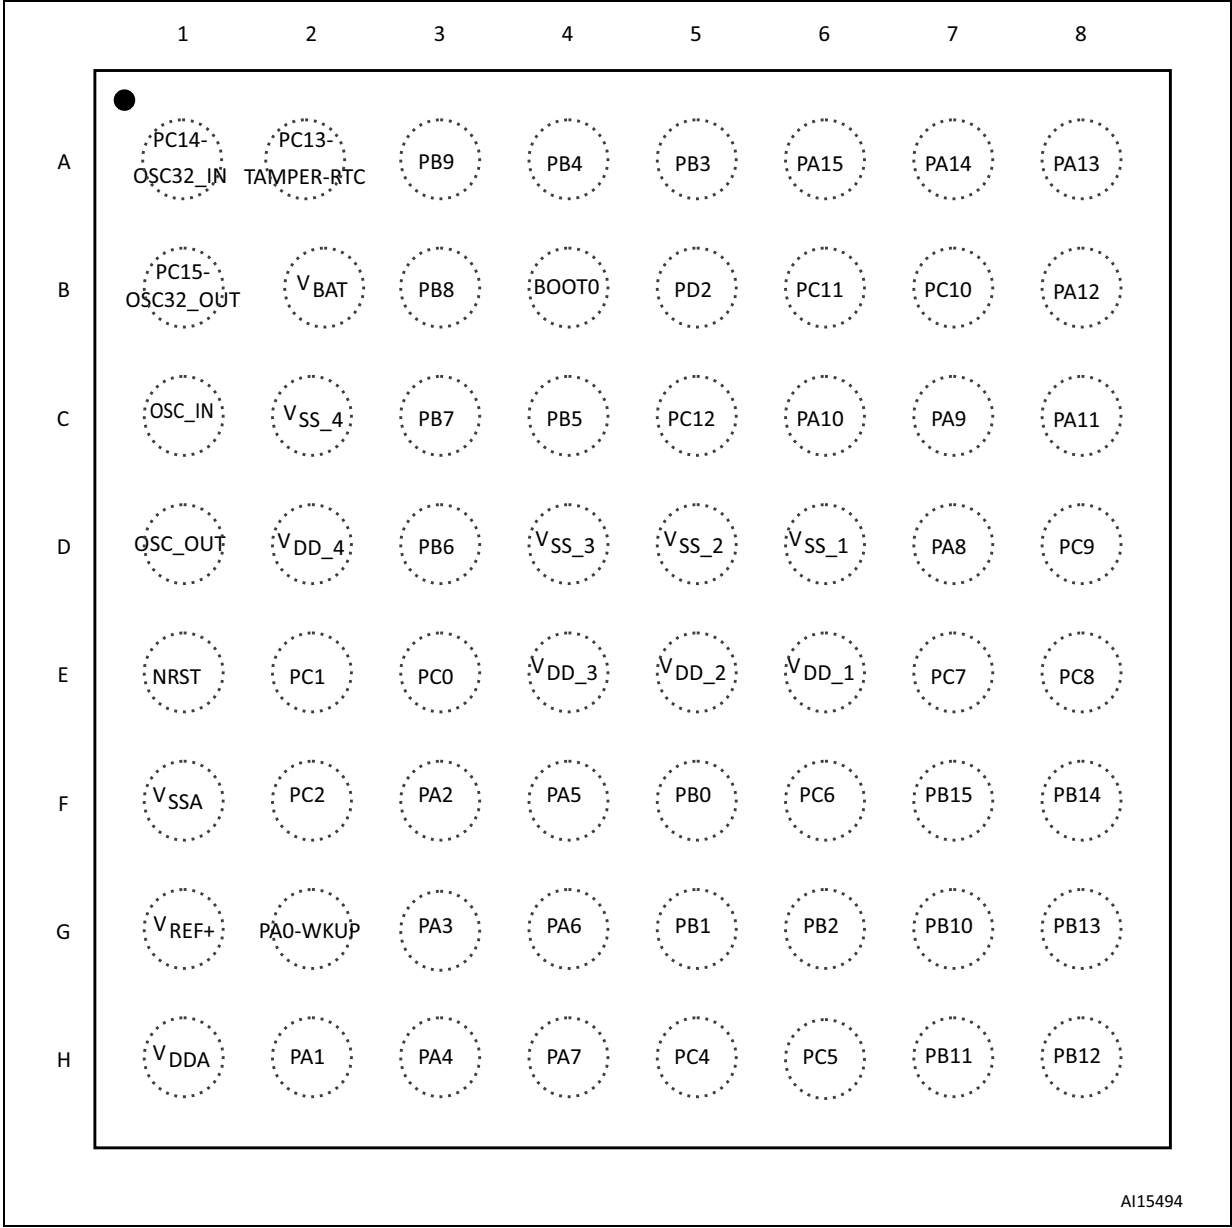 1 2 3 4 5 6 7 8
A PC14-OSC32_IN PC13-TAMPER-RTC PB9 PB4 PB3 PA15 PA14 PA13
B PC15-OSC32_OUT VBAT PB8 BOOT0 PD2 PC11 PC10 PA12
C OSC_IN VSS_4 PB7 PB5 PC12 PA10 PA9 PA11
D OSC_OUT VDD_4 PB6 VSS_3 VSS_2 VSS_1 PA8 PC9
E NRST PC1 PC0 VDD_3 VDD_2 VDD_1 PC7 PC8
F VSSA PC2 PA2 PA5 PB0 PC6 PB15 PB14
G VREF+ PA0-WKUP PA3 PA6 PB1 PB2 PB10 PB13
H VDDA PA1 PA4 PA7 PC4 PC5 PB11 PB12
AI15494